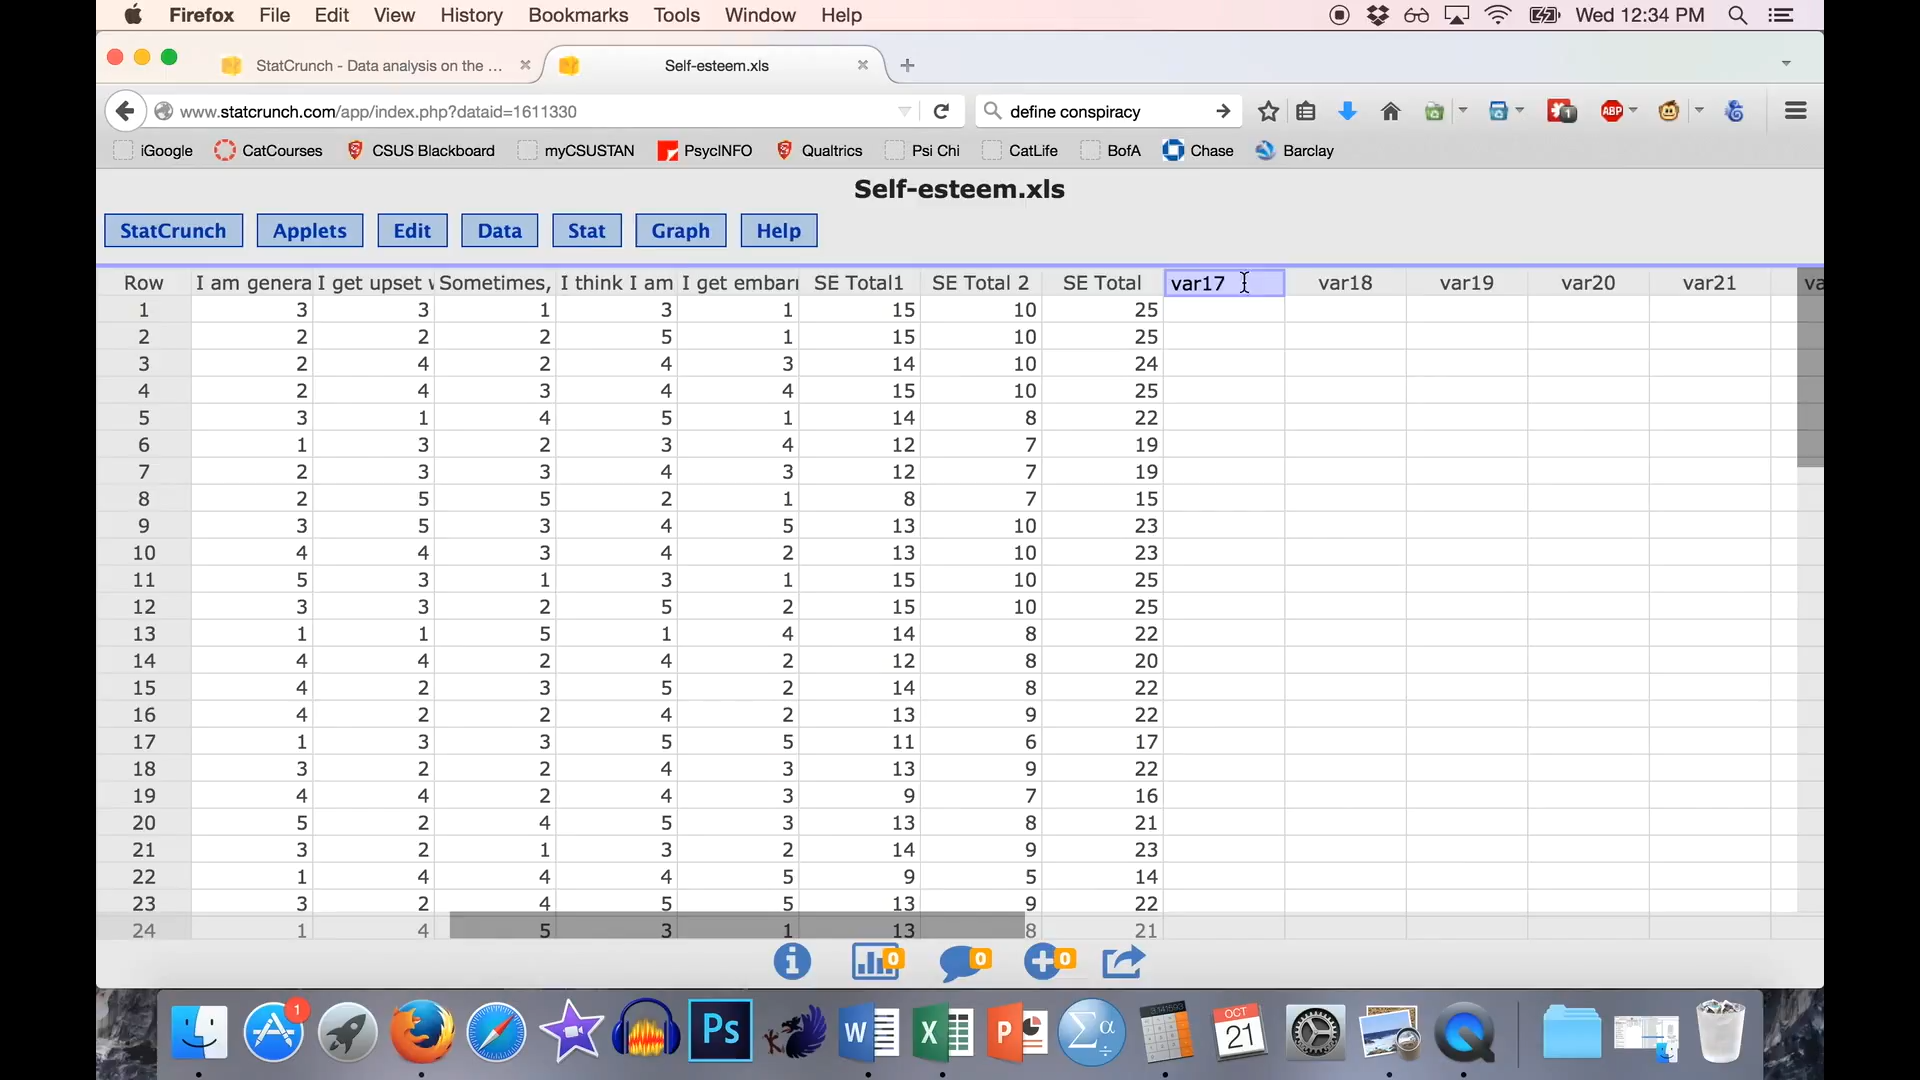 Firefox File Edit View History Bookmarks Tools Window Help Wed 12:34 PM
StatCrunch - Data analysis on the ... Self-esteem.xls
www.statcrunch.com/app/index.php?dataid=1611330 define conspiracy 1 ABP
iGoogle CatCourses CSUS Blackboard myCSUSTAN PsycINFO Qualtrics Psi Chi CatLife BofA Chase Barclay
Self-esteem.xls
StatCrunch Applets Edit Data Stat Graph Help
Row I am genera I get upset Sometimes, I think I am I get embarr SE Total1 SE Total 2 SE Total var17 var18 var19 var20 var21 va
1 3 3 1 3 1 15 10 25
2 2 2 2 5 1 15 10 25
3 2 4 2 4 3 14 10 24
4 2 4 3 4 4 15 10 25
5 3 1 4 5 1 14 8 22
6 1 3 2 3 4 12 7 19
7 2 3 3 4 3 12 7 19
8 2 5 5 2 1 8 7 15
9 3 5 3 4 5 13 10 23
10 4 4 3 4 2 13 10 23
11 5 3 1 3 1 15 10 25
12 3 3 2 5 2 15 10 25
13 1 1 5 1 4 14 8 22
14 4 4 2 4 2 12 8 20
15 4 2 3 5 2 14 8 22
16 4 2 2 4 2 13 9 22
17 1 3 3 5 5 11 6 17
18 3 2 2 4 3 13 9 22
19 4 4 2 4 3 9 7 16
20 5 2 4 5 3 13 8 21
21 3 2 1 3 2 14 9 23
22 1 4 4 4 5 9 5 14
23 3 2 4 5 5 13 9 22
24 1 4 5 3 1 13 8 21
0 0 0
1 Ps W X P Σα÷ OCT
21